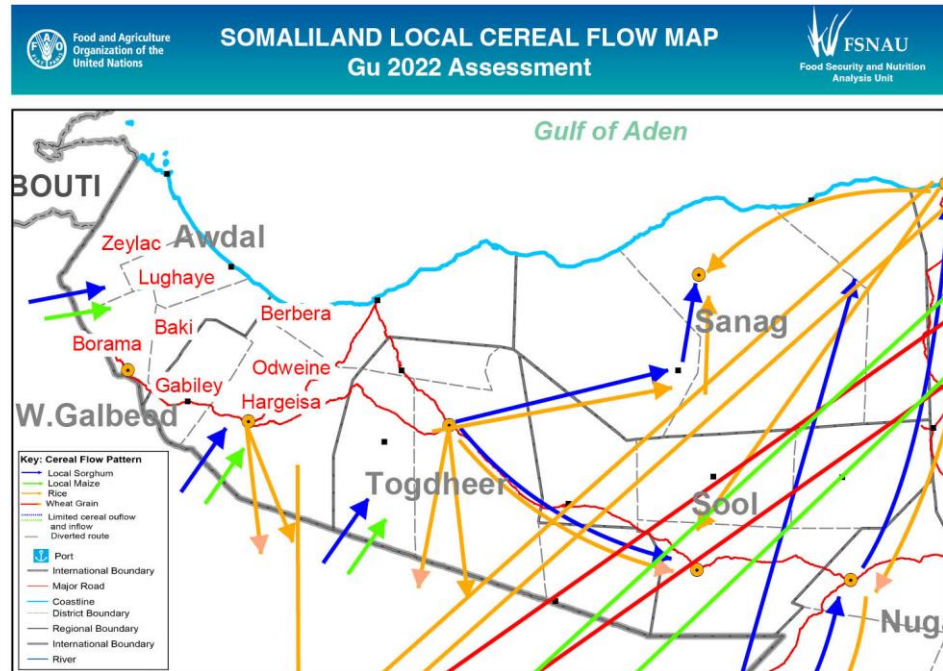 Food and Agriculture
Organization of the
United Nations
SOMALILAND LOCAL CEREAL FLOW MAP
Gu 2022 Assessment
FSNAU
Food Security and Nutrition
Analysis Unit
Gulf of Aden
BOUTI
Zeylac
Awdal
Lughaye
Baki
Berbera
Borama
Sanag
Odweine
Gabiley
Hargeisa
W.Galbeed
Togdheer
Sool
Nuga
Key: Cereal Flow Pattern
Local Sorghum
Local Maize
Rice
Wheat Grain
Limited cereal ouflow
and inflow
Diverted route
Port
International Boundary
Major Road
Coastline
District Boundary
Regional Boundary
International Boundary
River